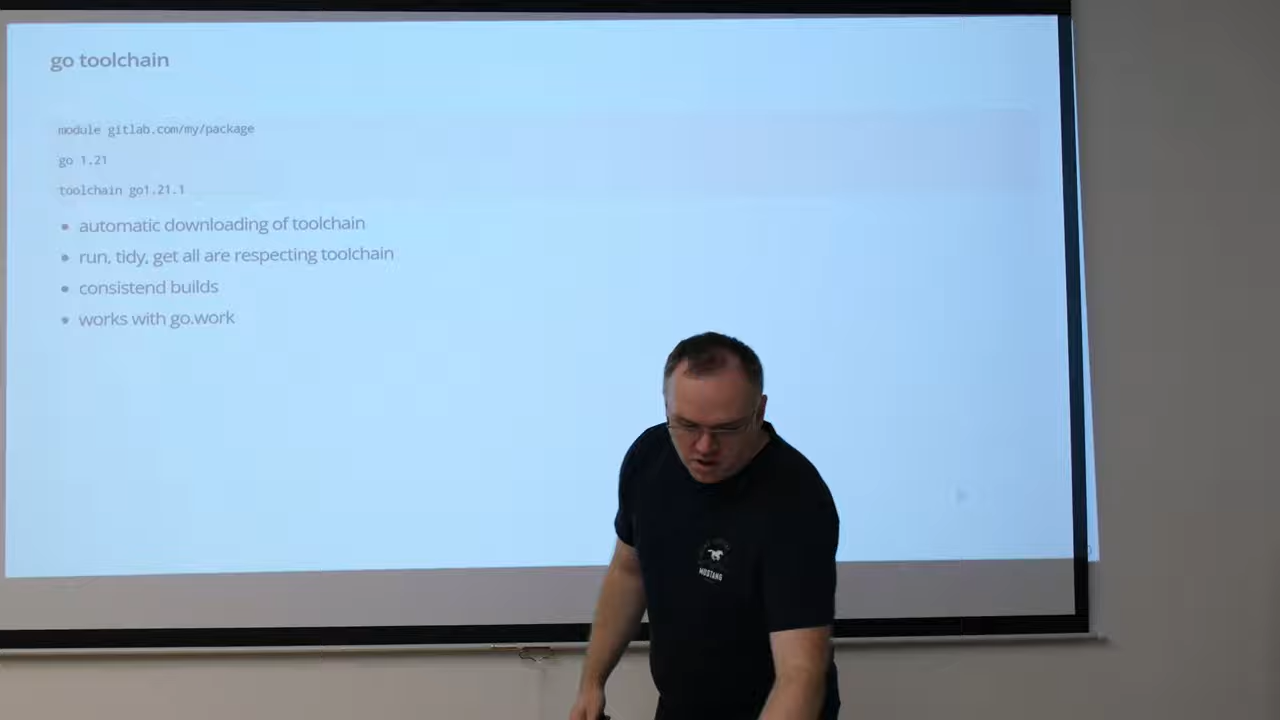 go toolchain
module gitlab.com/my/package
go 1.21
toolchain go1.21.1
automatic downloading of toolchain
run, tidy, get all are respecting toolchain
consistend builds
works with go.work
MUSTANG